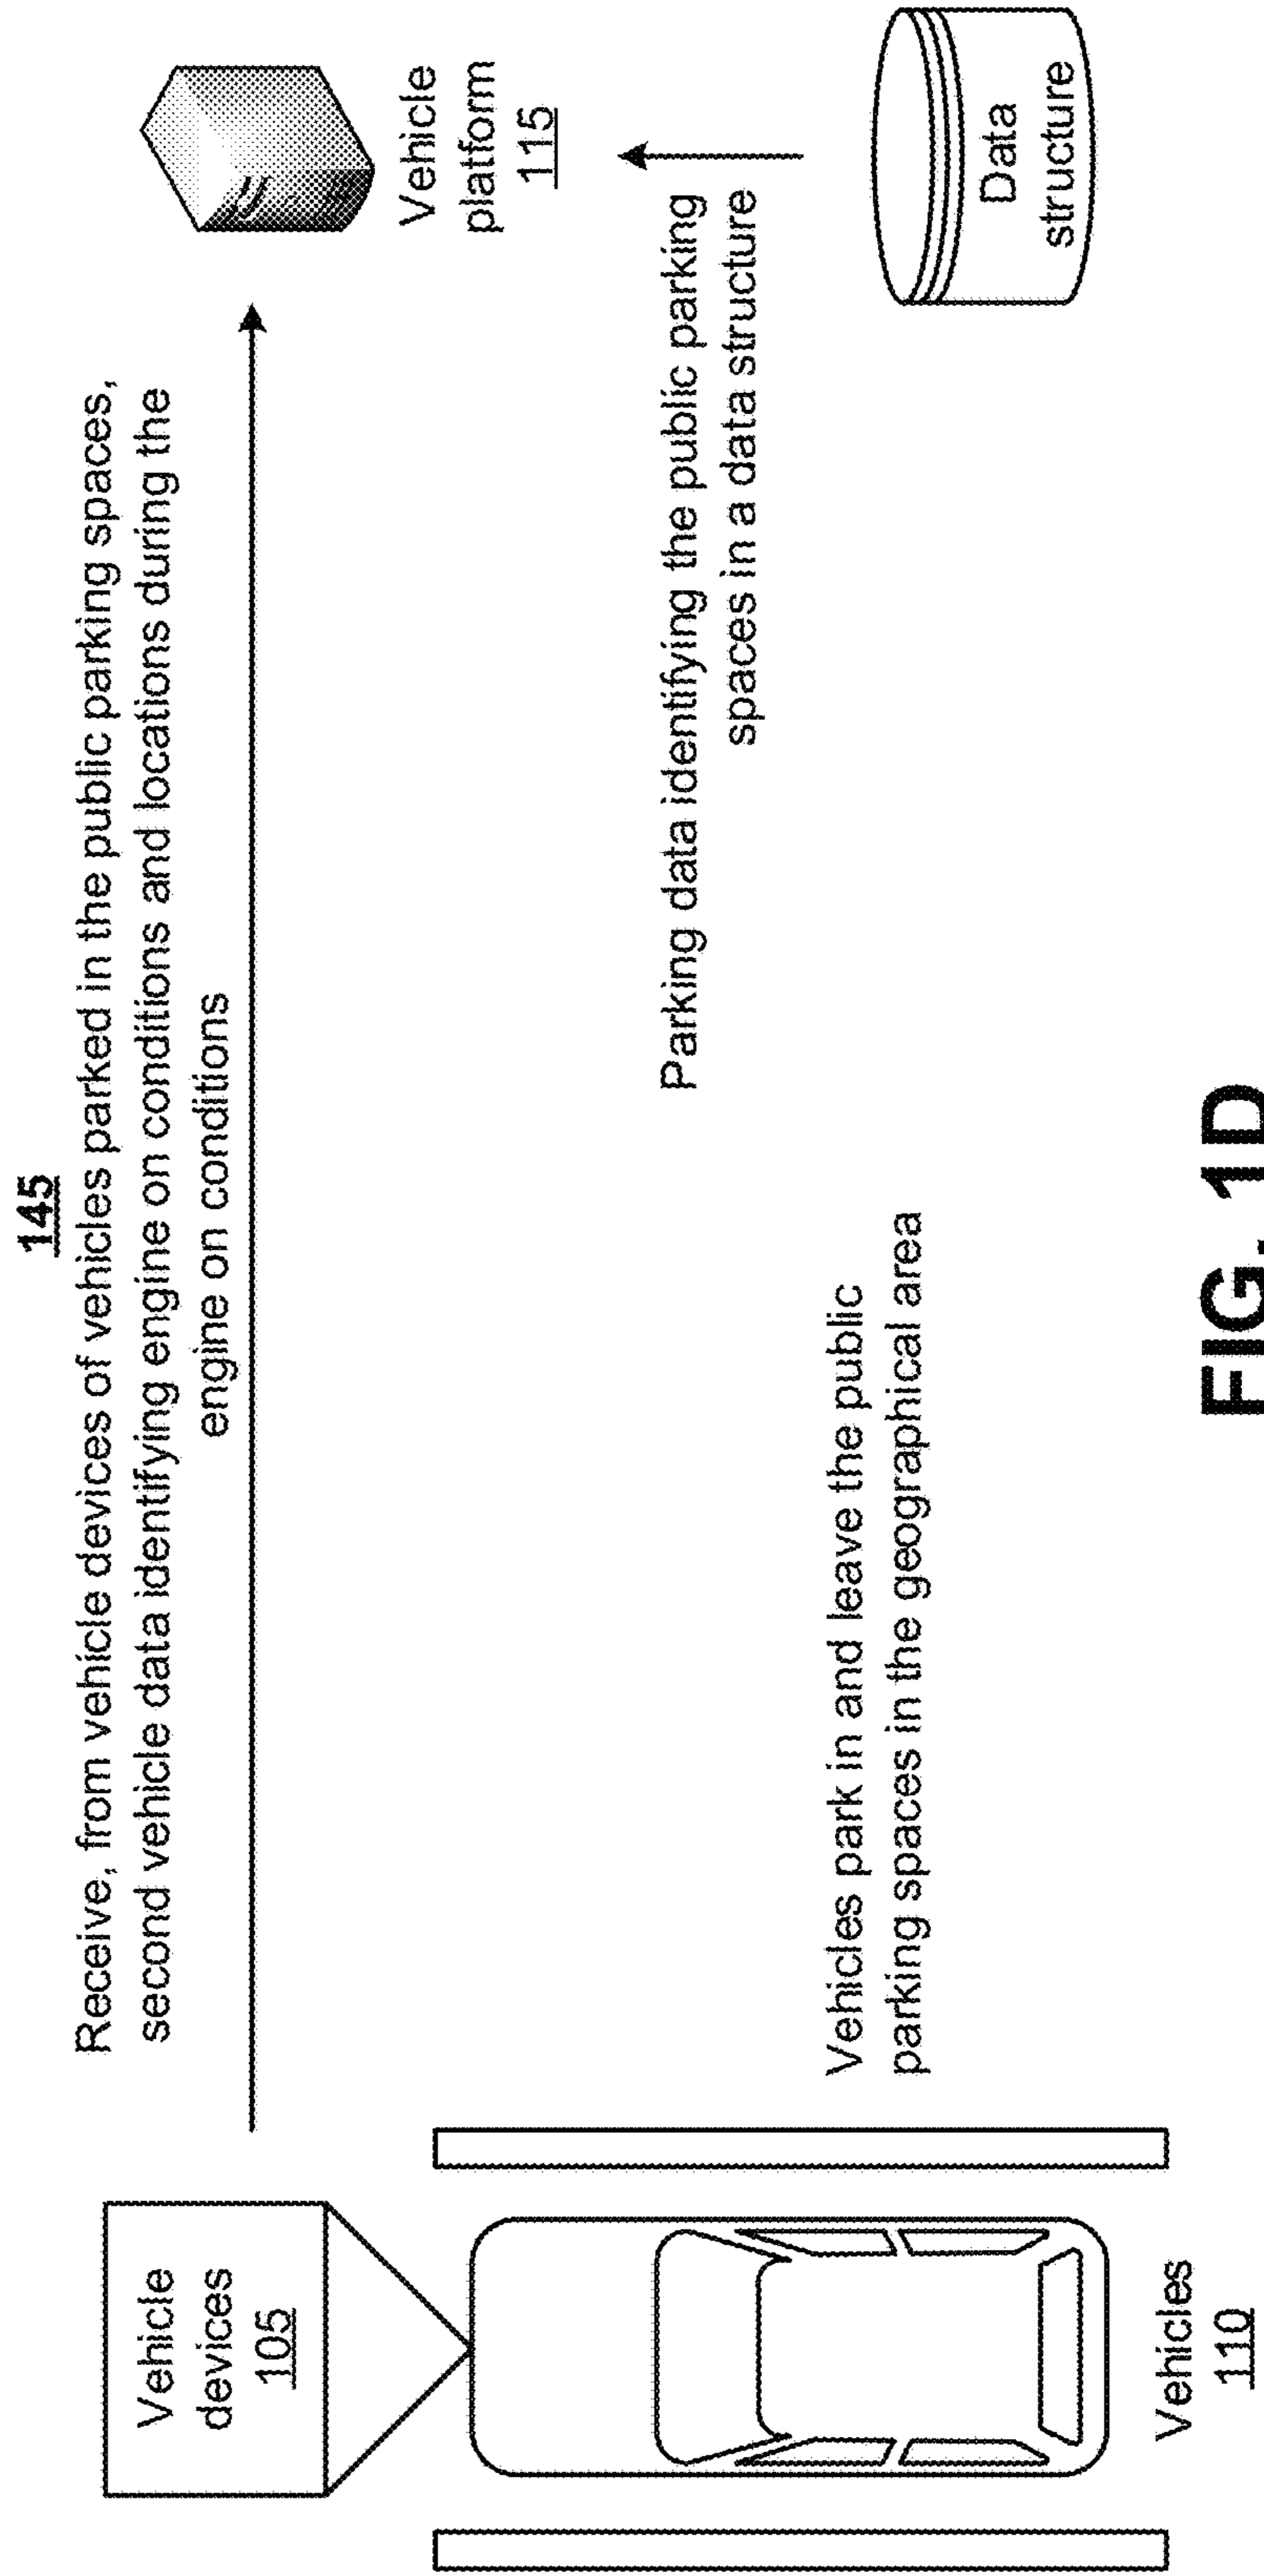 145
Receive, from vehicle devices of vehicles parked in the public parking spaces,
second vehicle data identifying engine on conditions and locations during the
engine on conditions
Vehicle
devices
105
Vehicle
platform
115
Parking data identifying the public parking
spaces in a data structure
Vehicles park in and leave the public
parking spaces in the geographical area
Data
structure
Vehicles
110
FIG. 1D